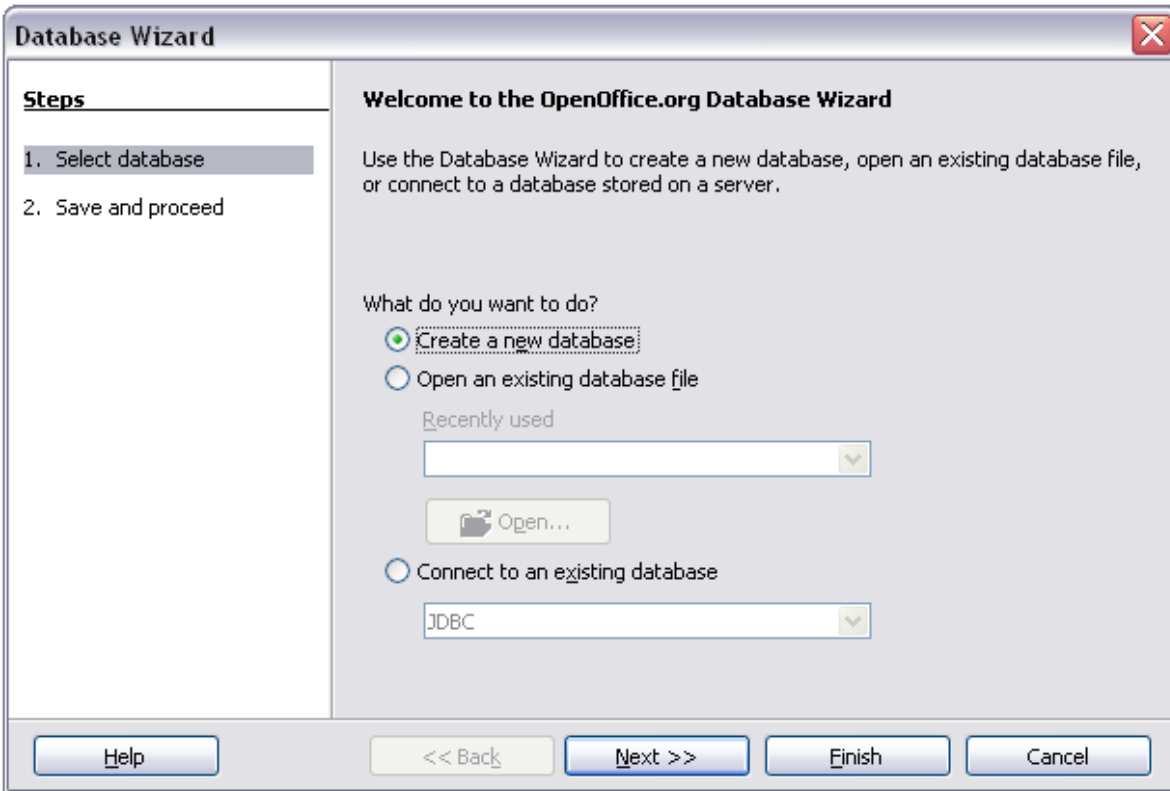 Database Wizard
Steps
1. Select database
2. Save and proceed
Welcome to the OpenOffice.org Database Wizard
Use the Database Wizard to create a new database, open an existing database file,
or connect to a database stored on a server.
What do you want to do?
Create a new database
Open an existing database file
Recently used
Open...
Connect to an existing database
JDBC
Help
<< Back
Next >>
Finish
Cancel